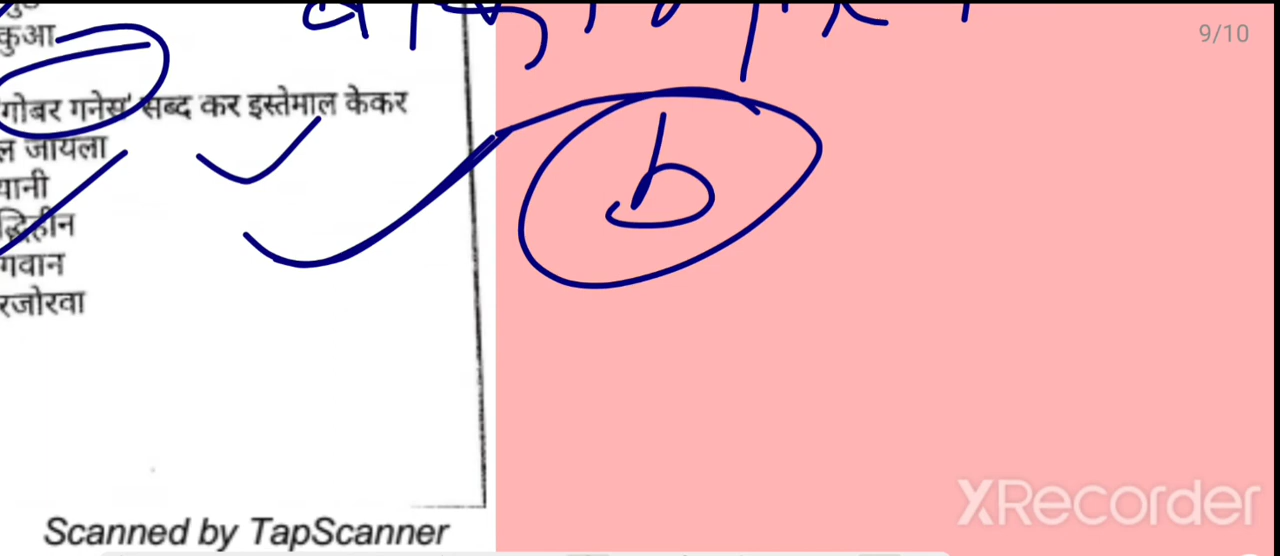 कुआ
9/10
'गोबर गनेस' सब्द कर इस्तेमाल केकर
ल जायला
यानी
द्धिहीन
गवान
रजोरवा
b
XRecorder
Scanned by TapScanner